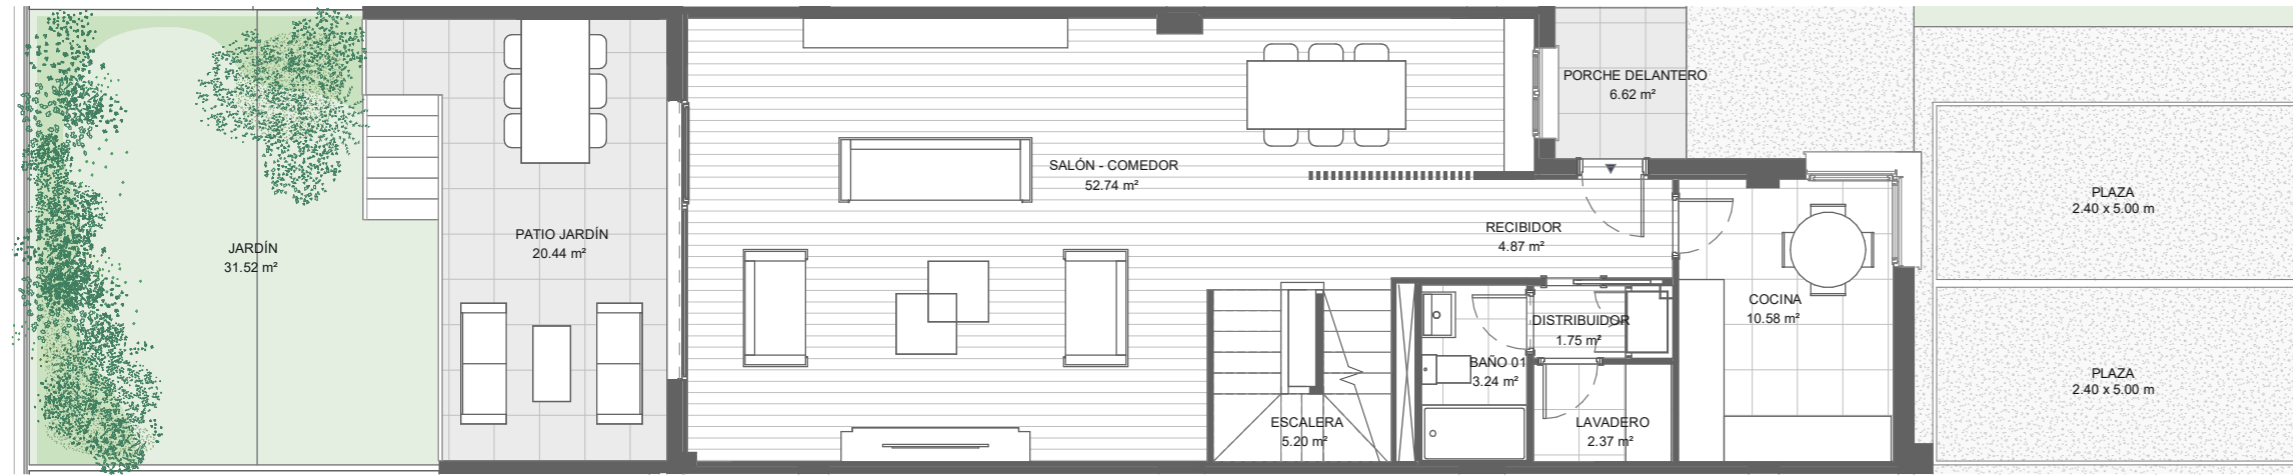 JARDÍN
31.52 m²
PATIO JARDÍN
20.44 m²
SALÓN - COMEDOR
52.74 m²
PORCHE DELANTERO
6.62 m²
RECIBIDOR
4.87 m²
ESCALERA
5.20 m²
BAÑO 01
3.24 m²
DISTRIBUIDOR
1.75 m²
LAVADERO
2.37 m²
COCINA
10.58 m²
PLAZA
2.40 x 5.00 m
PLAZA
2.40 x 5.00 m